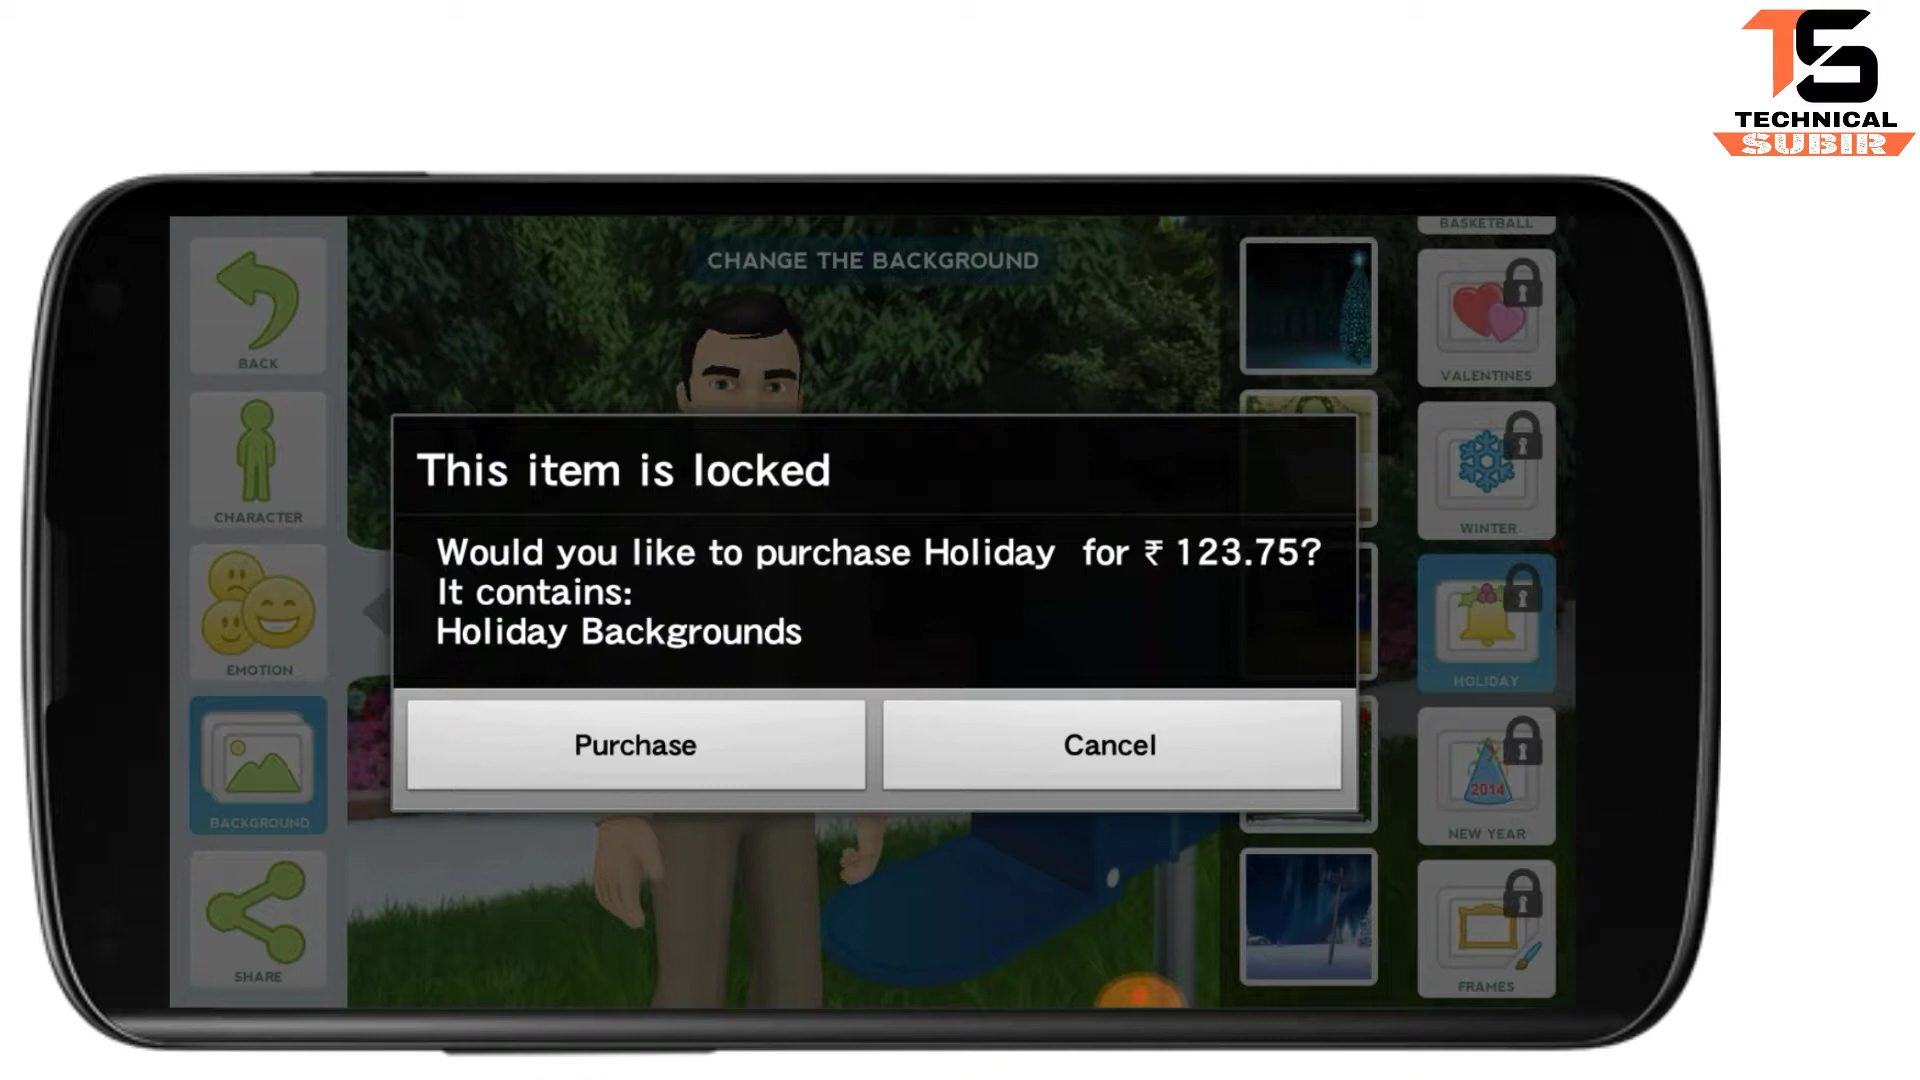 TS
TECHNICAL
SUBIR
CHANGE THE BACKGROUND
BACK
CHARACTER
EMOTION
BACKGROUND
SHARE
This item is locked
Would you like to purchase Holiday for ₹ 123.75?
It contains:
Holiday Backgrounds
Purchase
Cancel
BASKETBALL
VALENTINES
WINTER
HOLIDAY
2014
NEW YEAR
FRAMES